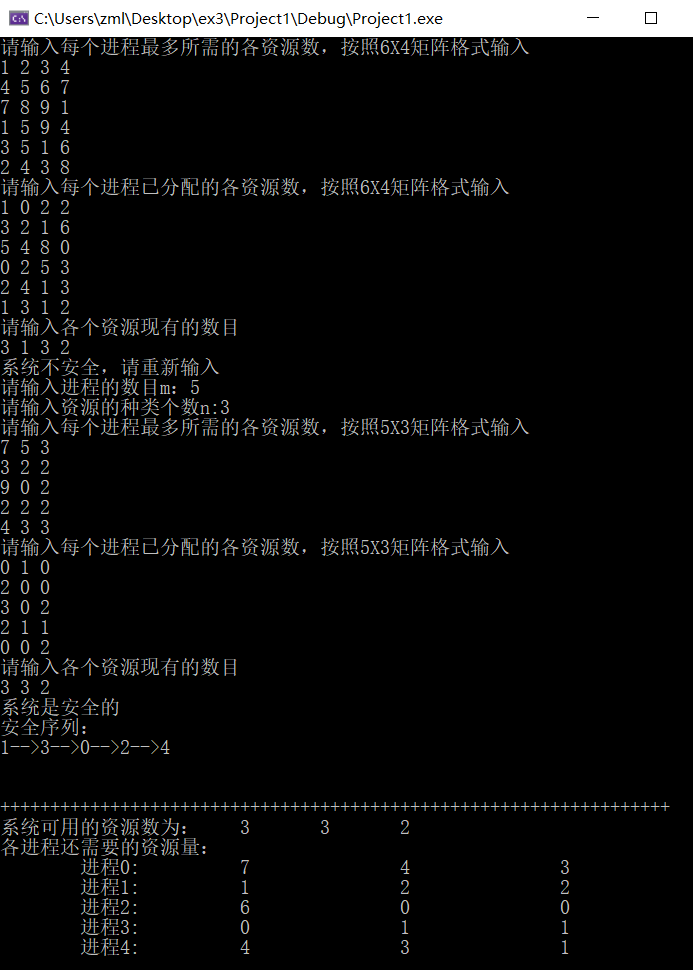 C:\Users\zml\Desktop\ex3\Project1\Debug\Project1.exe
请输入每个进程最多所需的各资源数，按照6X4矩阵格式输入
1 2 3 4
4 5 6 7
7 8 9 1
1 5 9 4
3 5 1 6
2 4 3 8
请输入每个进程已分配的各资源数，按照6X4矩阵格式输入
1 0 2 2
3 2 1 6
5 4 8 0
0 2 5 3
2 4 1 3
1 3 1 2
请输入各个资源现有的数目
3 1 3 2
系统不安全，请重新输入
请输入进程的数目m：5
请输入资源的种类个数n:3
请输入每个进程最多所需的各资源数，按照5X3矩阵格式输入
7 5 3
3 2 2
9 0 2
2 2 2
4 3 3
请输入每个进程已分配的各资源数，按照5X3矩阵格式输入
0 1 0
2 0 0
3 0 2
2 1 1
0 0 2
请输入各个资源现有的数目
3 3 2
系统是安全的
安全序列：
1-->3-->0-->2-->4
+++++++++++++++++++++++++++++++++++++++++++++++++++++++++++++++++++
系统可用的资源数为： 3 3 2
各进程还需要的资源量：
进程0: 7 4 3
进程1: 1 2 2
进程2: 6 0 0
进程3: 0 1 1
进程4: 4 3 1